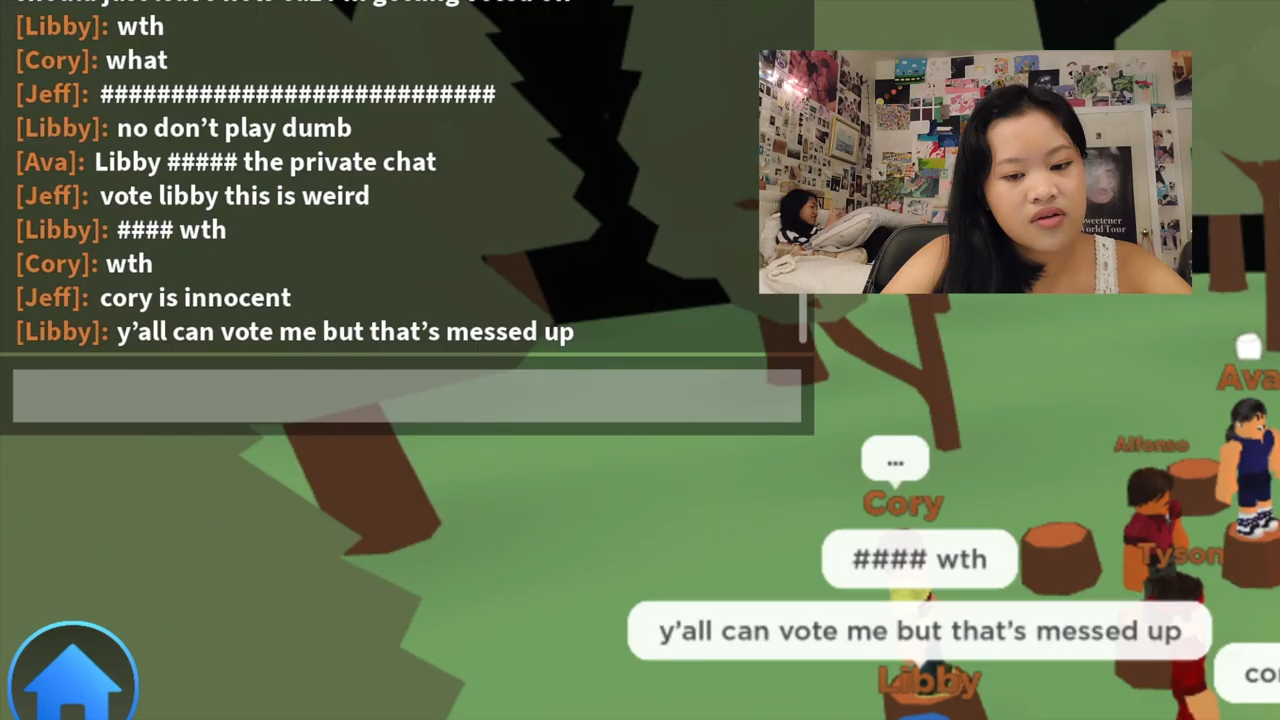 [Libby]: wth
[Cory]: what
[Jeff]: ############################
[Libby]: no don't play dumb
[Ava]: Libby ##### the private chat
[Jeff]: vote libby this is weird
[Libby]: #### wth
[Cory]: wth
[Jeff]: cory is innocent
[Libby]: y'all can vote me but that's messed up
sweetener
World Tour
Ava
Alfonso
...
Cory
#### wth
Tyson
y'all can vote me but that's messed up
Libby